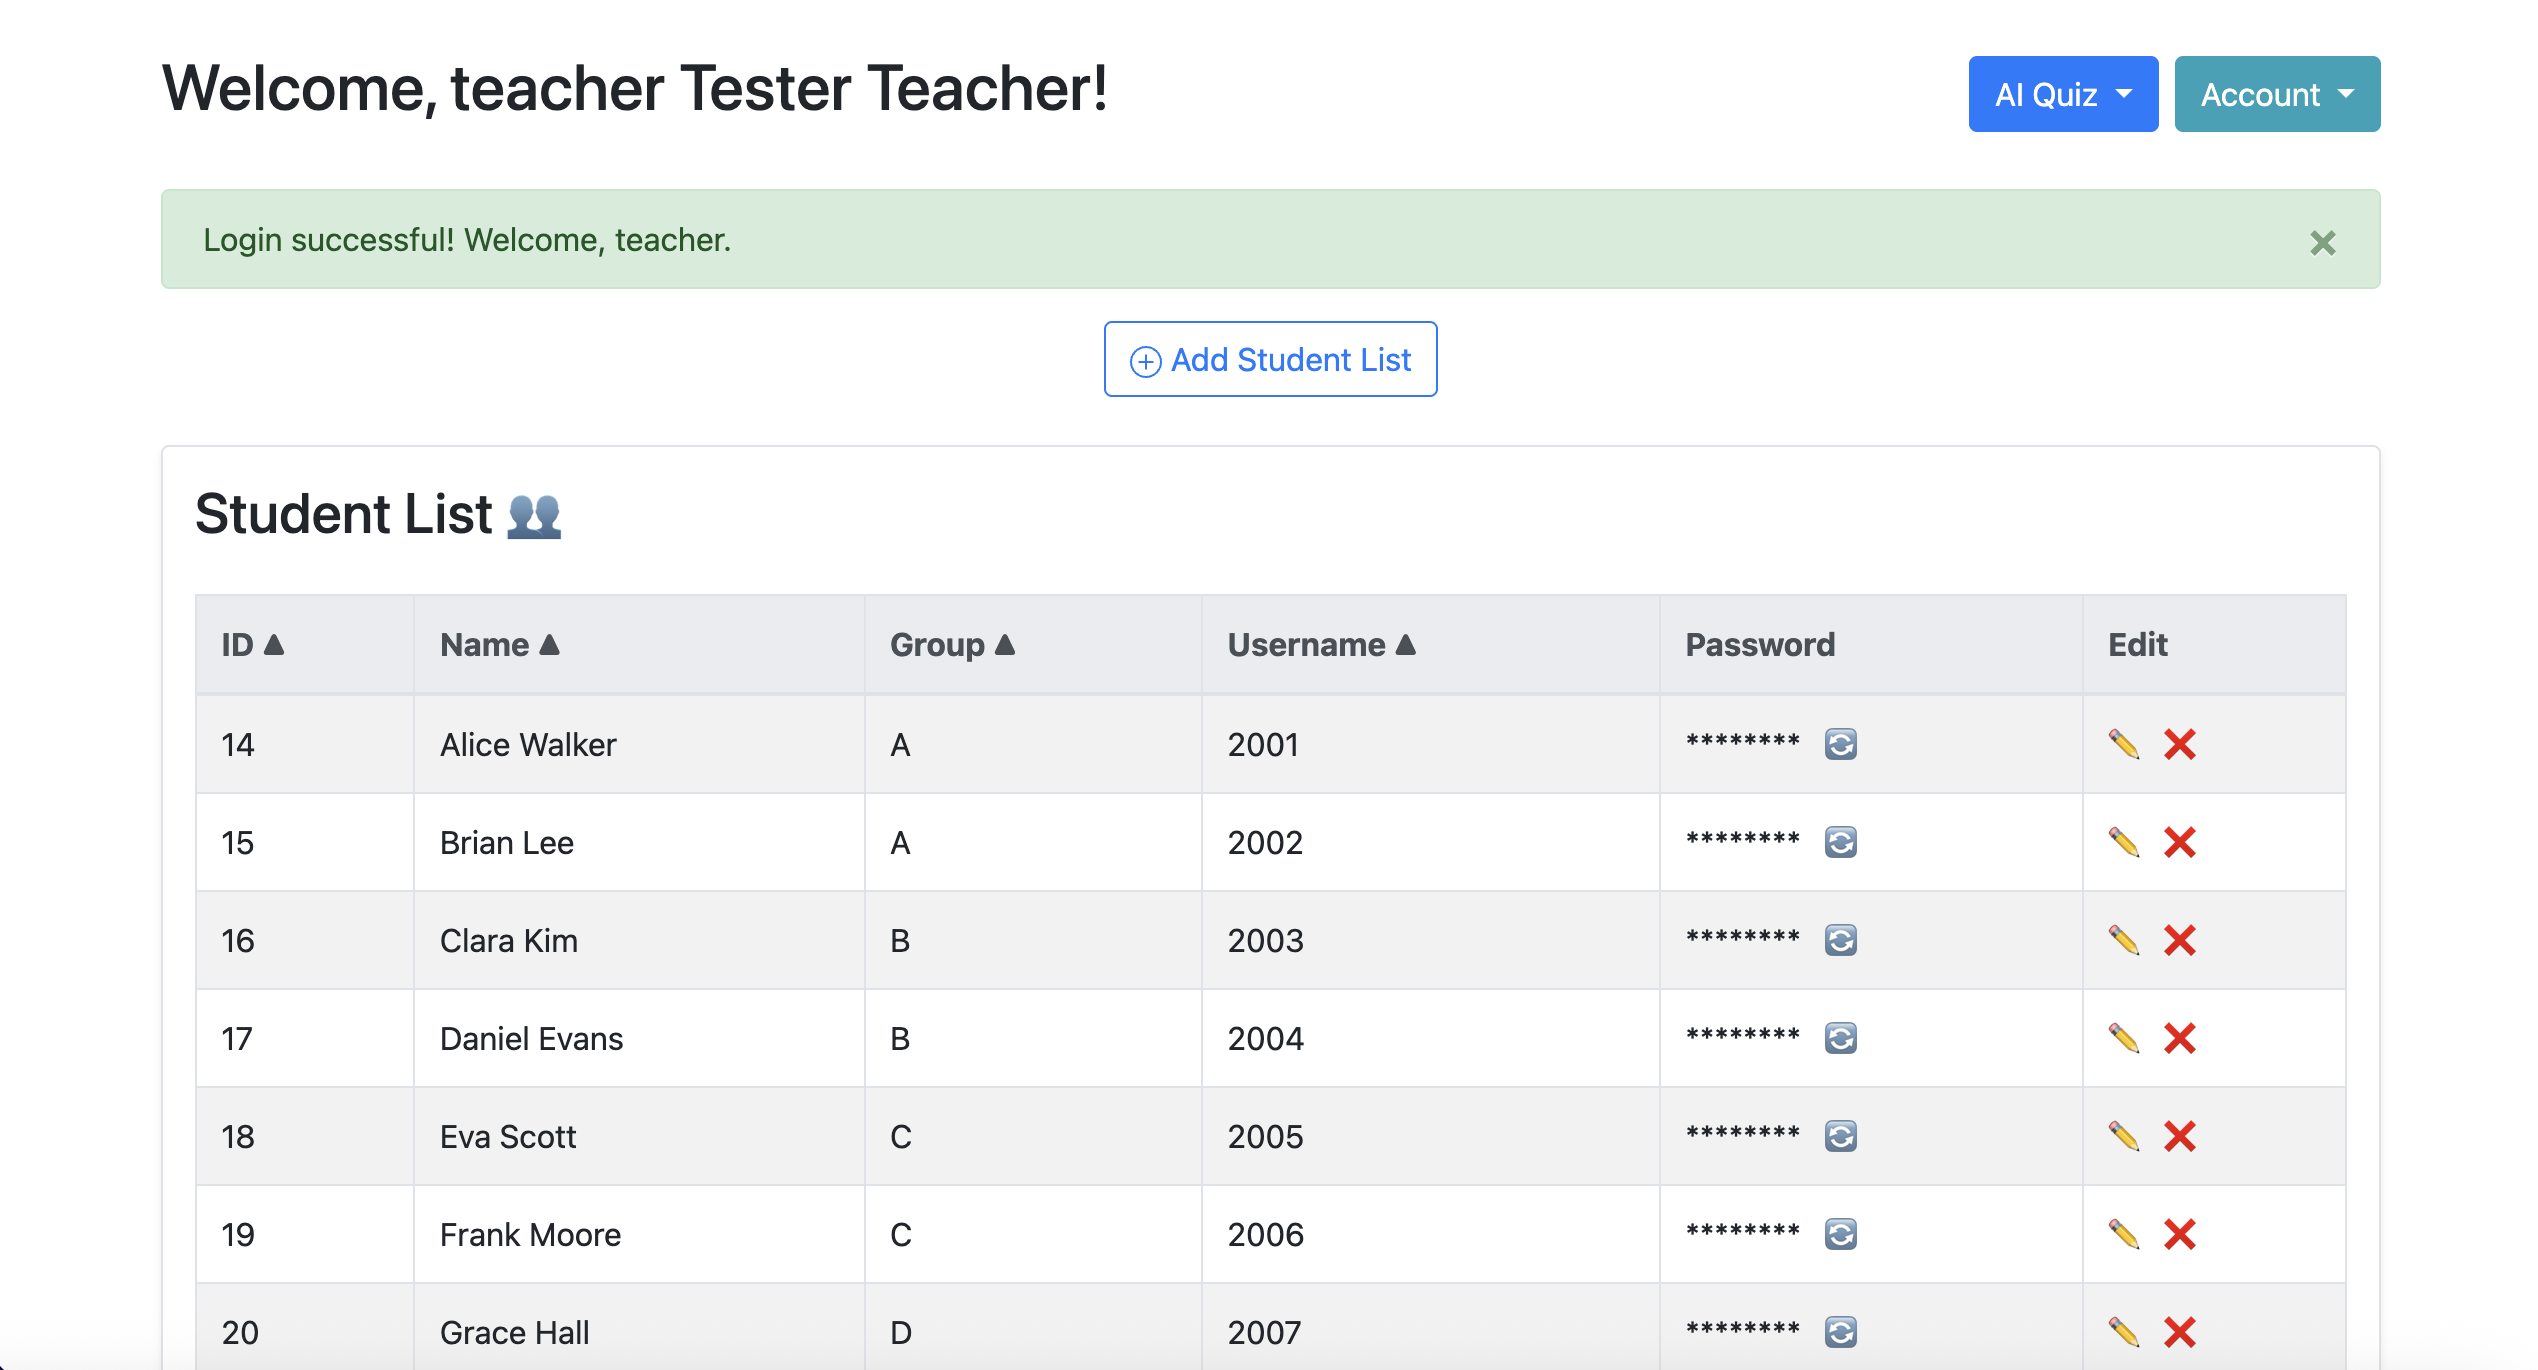 Welcome, teacher Tester Teacher!
AI Quiz
Account
Login successful! Welcome, teacher.
Add Student List
Student List
ID Name Group Username Password Edit
14 Alice Walker A 2001 ********
15 Brian Lee A 2002 ********
16 Clara Kim B 2003 ********
17 Daniel Evans B 2004 ********
18 Eva Scott C 2005 ********
19 Frank Moore C 2006 ********
20 Grace Hall D 2007 ********